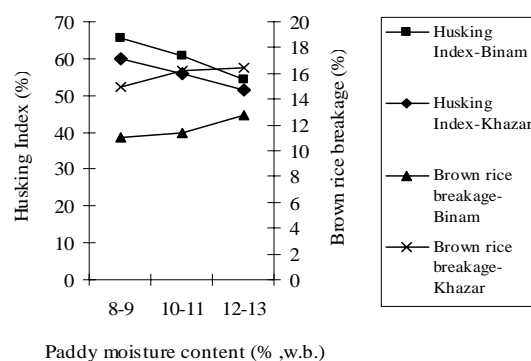 Husking Index (%)
70
60
50
40
30
20
10
0
8-9
10-11
12-13
20
18
16
14
12
10
8
6
4
2
0
Brown rice breakage (%)
Paddy moisture content (% ,w.b.)
Husking
Index-Binam
Husking
Index-Khazar
Brown rice
breakage-
Binam
Brown rice
breakage-
Khazar